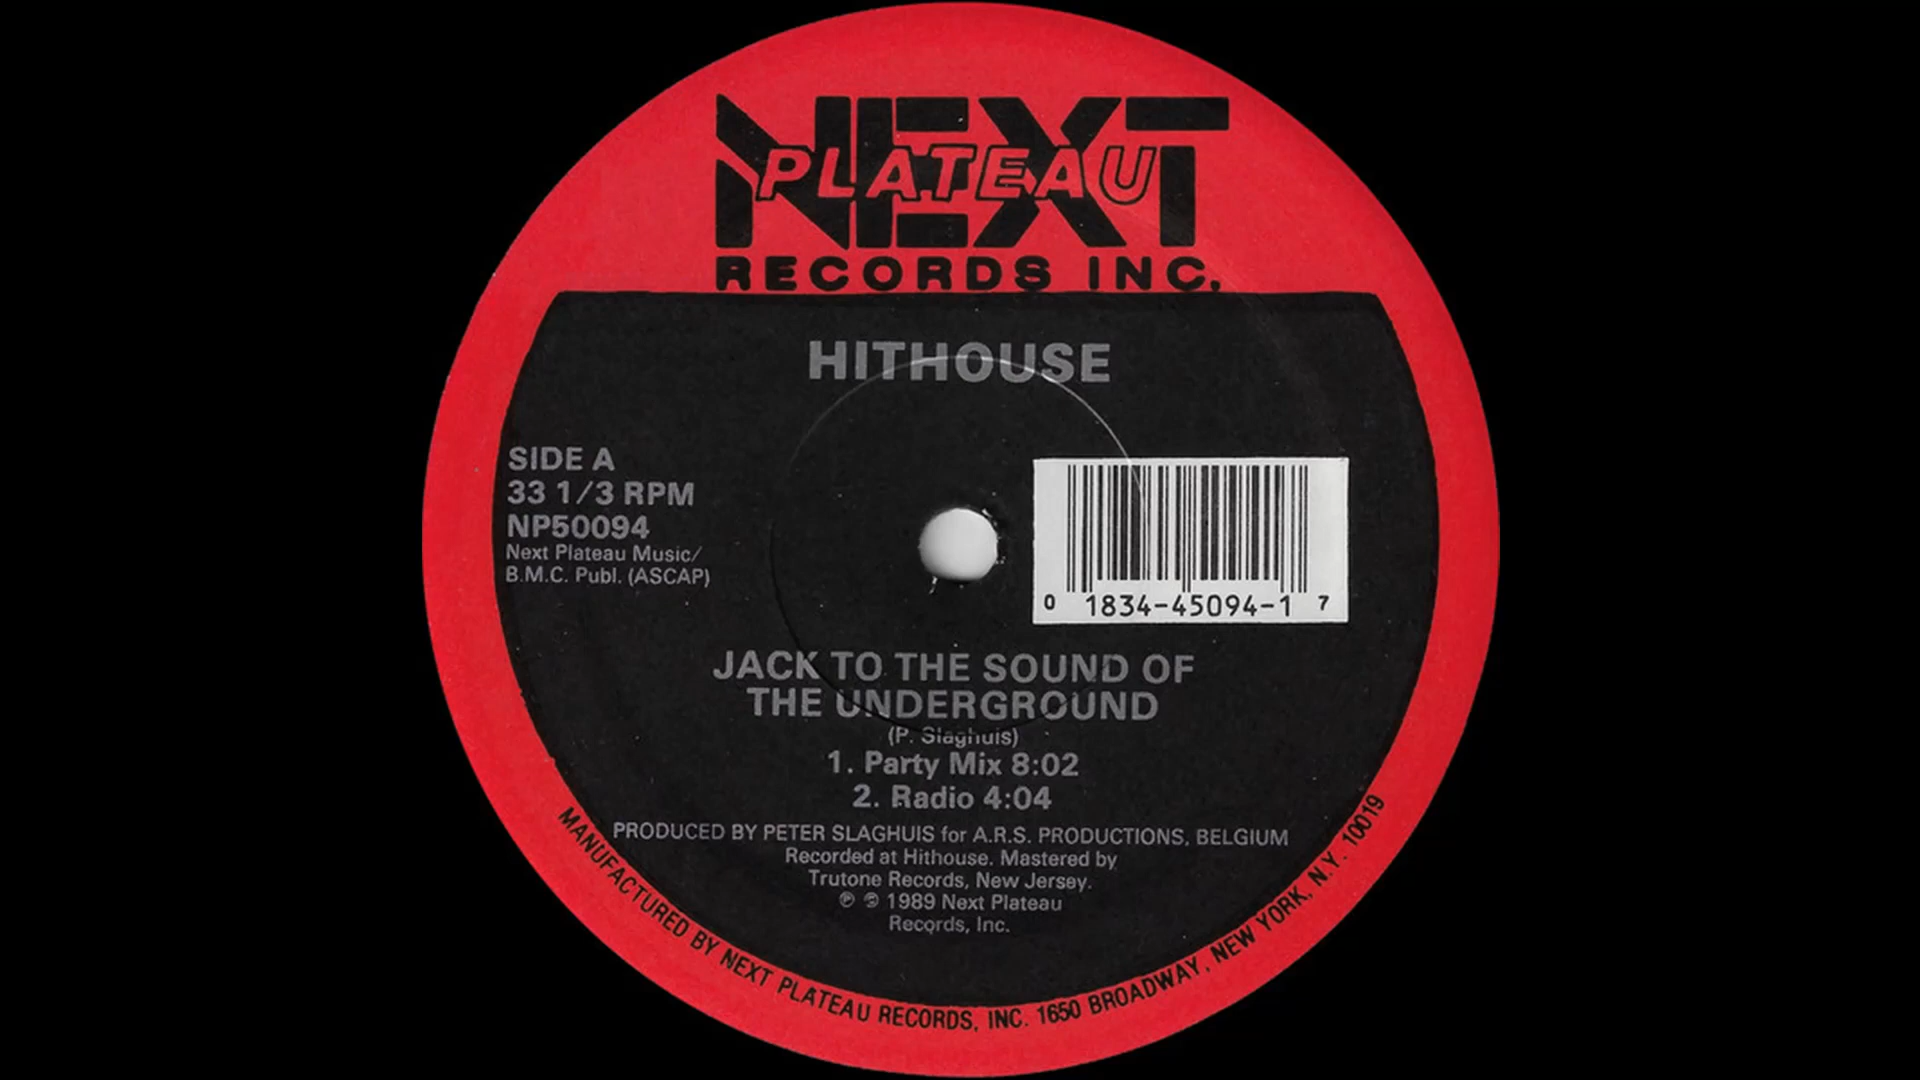 NEXT
PLATEAU
RECORDS INC.
HITHOUSE
SIDE A
33 1/3 RPM
NP50094
Next Plateau Music/
B.M.C. Publ. (ASCAP)
0 1834-45094-1 7
JACK TO THE SOUND OF
THE UNDERGROUND
(P. Slaghuis)
1. Party Mix 8:02
2. Radio 4:04
PRODUCED BY PETER SLAGHUIS for A.R.S. PRODUCTIONS, BELGIUM
Recorded at Hithouse. Mastered by
Trutone Records, New Jersey.
℗ © 1989 Next Plateau
Records, Inc.
MANUFACTURED BY NEXT PLATEAU RECORDS, INC. 1650 BROADWAY, NEW YORK, N.Y. 10019